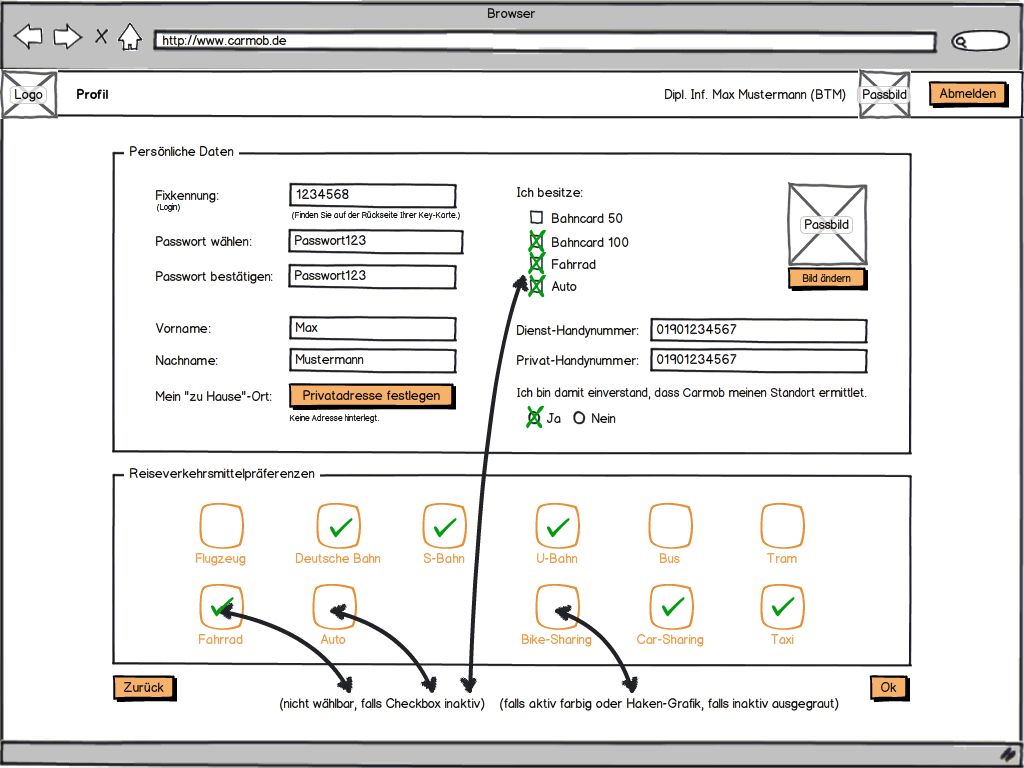 Browser
http://www.carmob.de
Logo
Profil
Dipl. Inf. Max Mustermann (BTM)
Passbild
Abmelden
Persönliche Daten
Fixkennung:
(Login)
1234568
(Finden Sie auf der Rückseite Ihrer Key-Karte.)
Passwort wählen:
Passwort123
Passwort bestätigen:
Passwort123
Vorname:
Max
Nachname:
Mustermann
Mein "zu Hause"-Ort:
Privatadresse festlegen
Keine Adresse hinterlegt.
Ich besitze:
Bahncard 50
Bahncard 100
Fahrrad
Auto
Passbild
Bild ändern
Dienst-Handynummer:
01901234567
Privat-Handynummer:
01901234567
Ich bin damit einverstand, dass Carmob meinen Standort ermittlet.
Ja
Nein
Reiseverkehrsmittelpräferenzen
Flugzeug
Deutsche Bahn
S-Bahn
U-Bahn
Bus
Tram
Fahrrad
Auto
Bike-Sharing
Car-Sharing
Taxi
Zurück
(nicht wählbar, falls Checkbox inaktiv)
(falls aktiv farbig oder Haken-Grafik, falls inaktiv ausgegraut)
Ok